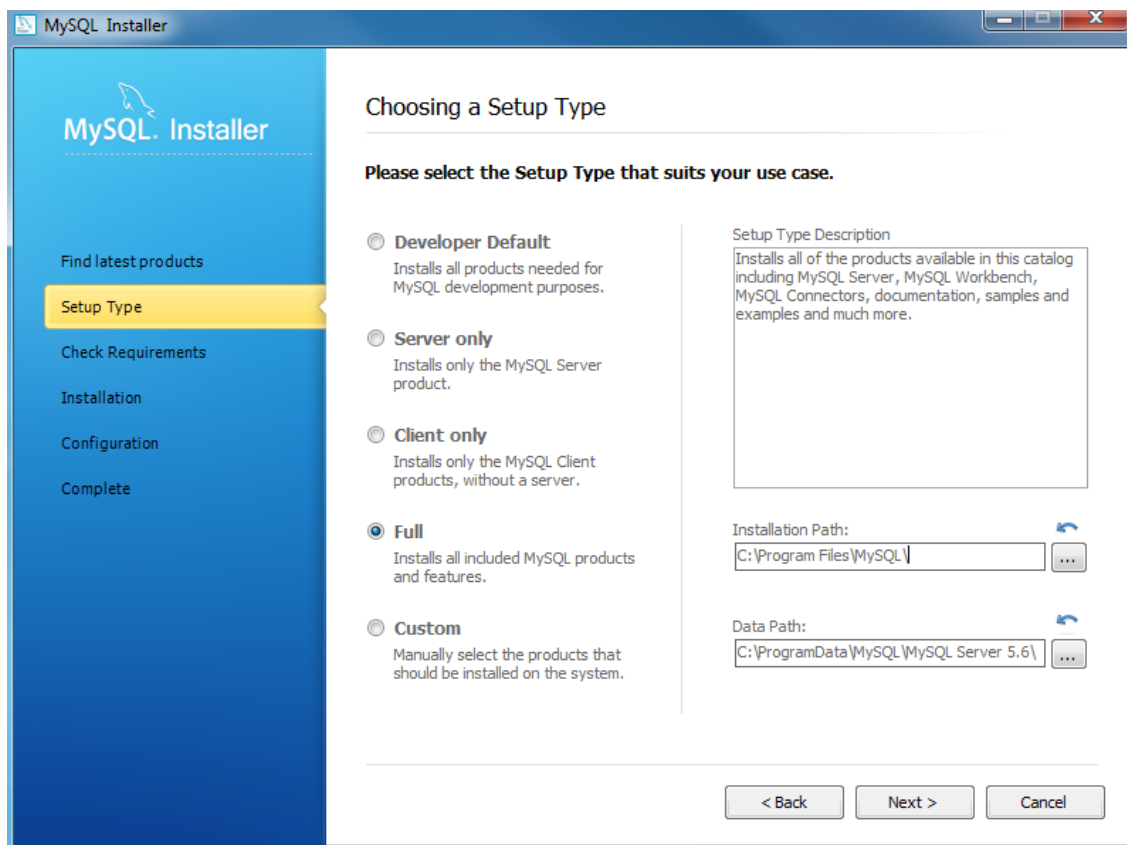 MySQL Installer
MySQL. Installer
Find latest products
Setup Type
Check Requirements
Installation
Configuration
Complete
Choosing a Setup Type
Please select the Setup Type that suits your use case.
Developer Default
Installs all products needed for
MySQL development purposes.
Server only
Installs only the MySQL Server
product.
Client only
Installs only the MySQL Client
products, without a server.
Full
Installs all included MySQL products
and features.
Custom
Manually select the products that
should be installed on the system.
Setup Type Description
Installs all of the products available in this catalog
including MySQL Server, MySQL Workbench,
MySQL Connectors, documentation, samples and
examples and much more.
Installation Path:
C:\Program Files\MySQL\
...
Data Path:
C:\ProgramData\MySQL\MySQL Server 5.6\
...
< Back
Next >
Cancel